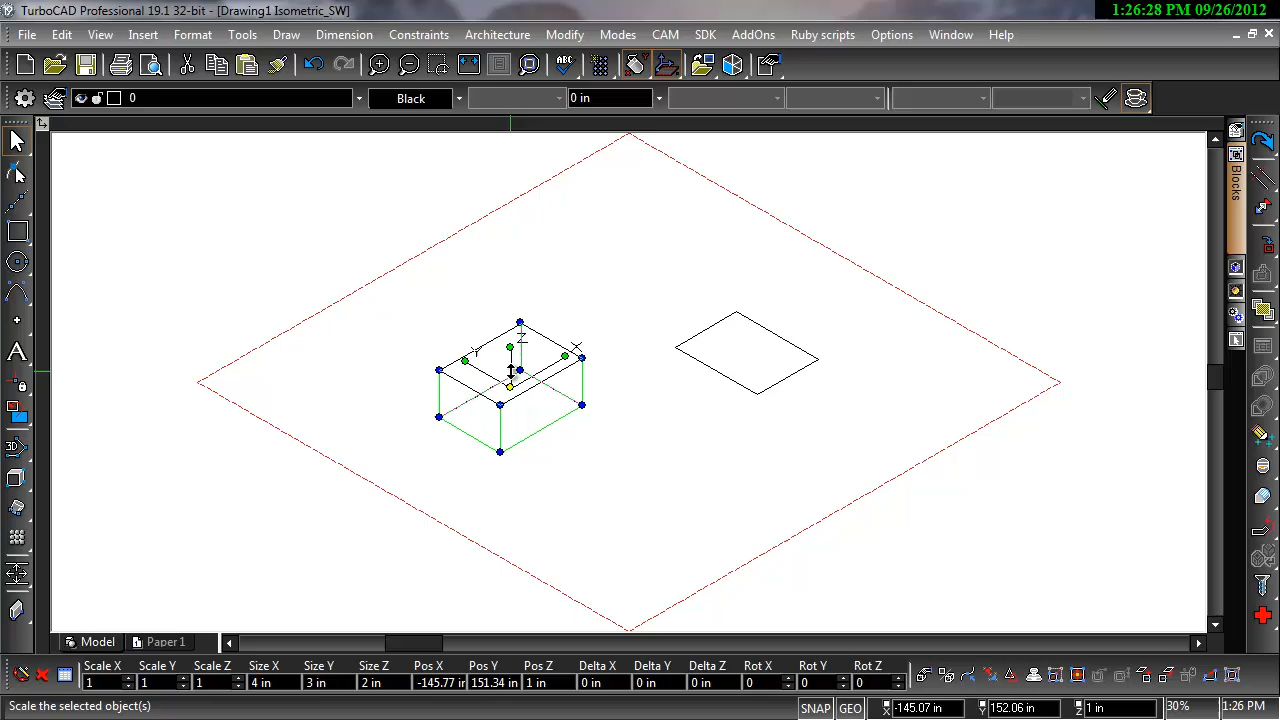 TurboCAD Professional 19.1 32-bit - [Drawing1 Isometric_SW]
1:26:28 PM 09/26/2012
File Edit View Insert Format Tools Draw Dimension Constraints Architecture Modify Modes CAM SDK AddOns Ruby scripts Options Window Help
ABC
0 Black 0 in
Blocks
Y Z X
A
3D
Model Paper1
Scale X Scale Y Scale Z Size X Size Y Size Z Pos X Pos Y Pos Z Delta X Delta Y Delta Z Rot X Rot Y Rot Z
1 1 1 4 in 3 in 2 in -145.77 in 151.34 in 1 in 0 in 0 in 0 in 0 0 0
Scale the selected object(s) SNAP GEO X -145.07 in Y 152.06 in Z 1 in 30% 1:26 PM